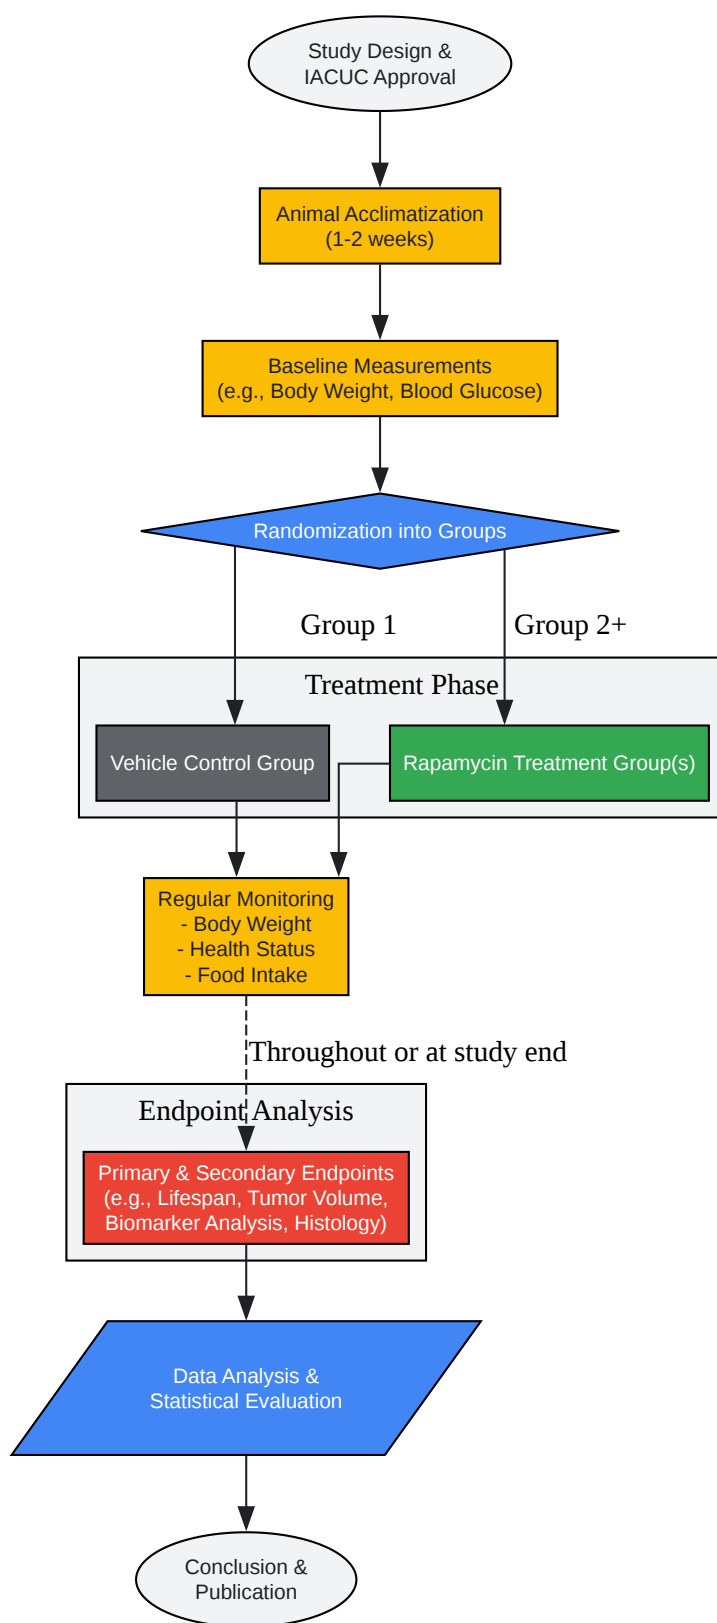 Study Design &
IACUC Approval
Animal Acclimatization
(1-2 weeks)
Baseline Measurements
(e.g., Body Weight, Blood Glucose)
Randomization into Groups
Group 1
Group 2+
Treatment Phase
Vehicle Control Group
Rapamycin Treatment Group(s)
Regular Monitoring
- Body Weight
- Health Status
- Food Intake
Throughout or at study end
Endpoint Analysis
Primary & Secondary Endpoints
(e.g., Lifespan, Tumor Volume,
Biomarker Analysis, Histology)
Data Analysis &
Statistical Evaluation
Conclusion &
Publication